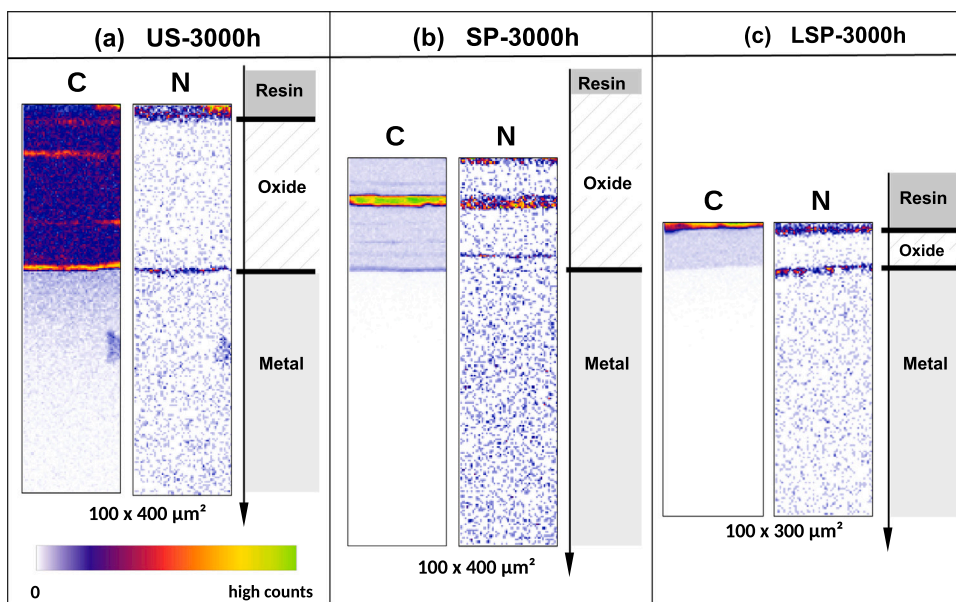 (a) US-3000h
C N
Resin
Oxide
Metal
100 x 400 µm²
0 high counts
(b) SP-3000h
C N
Resin
Oxide
Metal
100 x 400 µm²
(c) LSP-3000h
C N
Resin
Oxide
Metal
100 x 300 µm²